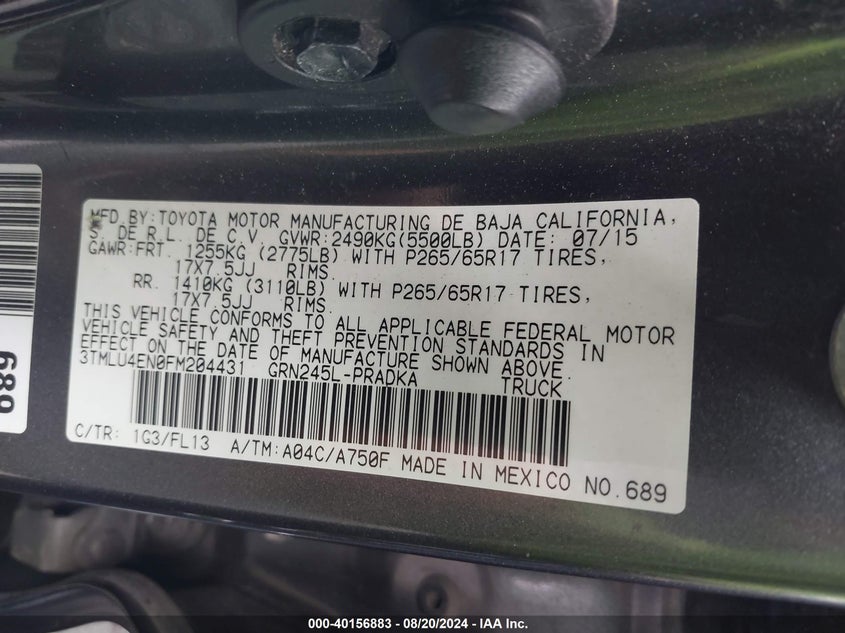 MFD.BY:TOYOTA MOTOR MANUFACTURING DE BAJA CALIFORNIA,
S. DE R.L. DE C.V. GVWR:2490KG(5500LB) DATE: 07/15
GAWR:FRT. 1255KG (2775LB) WITH P265/65R17 TIRES,
17X7.5JJ RIMS.
RR. 1410KG (3110LB) WITH P265/65R17 TIRES,
17X7.5JJ RIMS.
THIS VEHICLE CONFORMS TO ALL APPLICABLE FEDERAL MOTOR
VEHICLE SAFETY AND THEFT PREVENTION STANDARDS IN
EFFECT ON THE DATE OF MANUFACTURE SHOWN ABOVE.
3TMLU4EN0FM204431 GRN245L-PRADKA TRUCK
C/TR: 1G3/FL13 A/TM:A04C/A750F MADE IN MEXICO NO.689
689
000-40156883 - 08/20/2024 - IAA Inc.